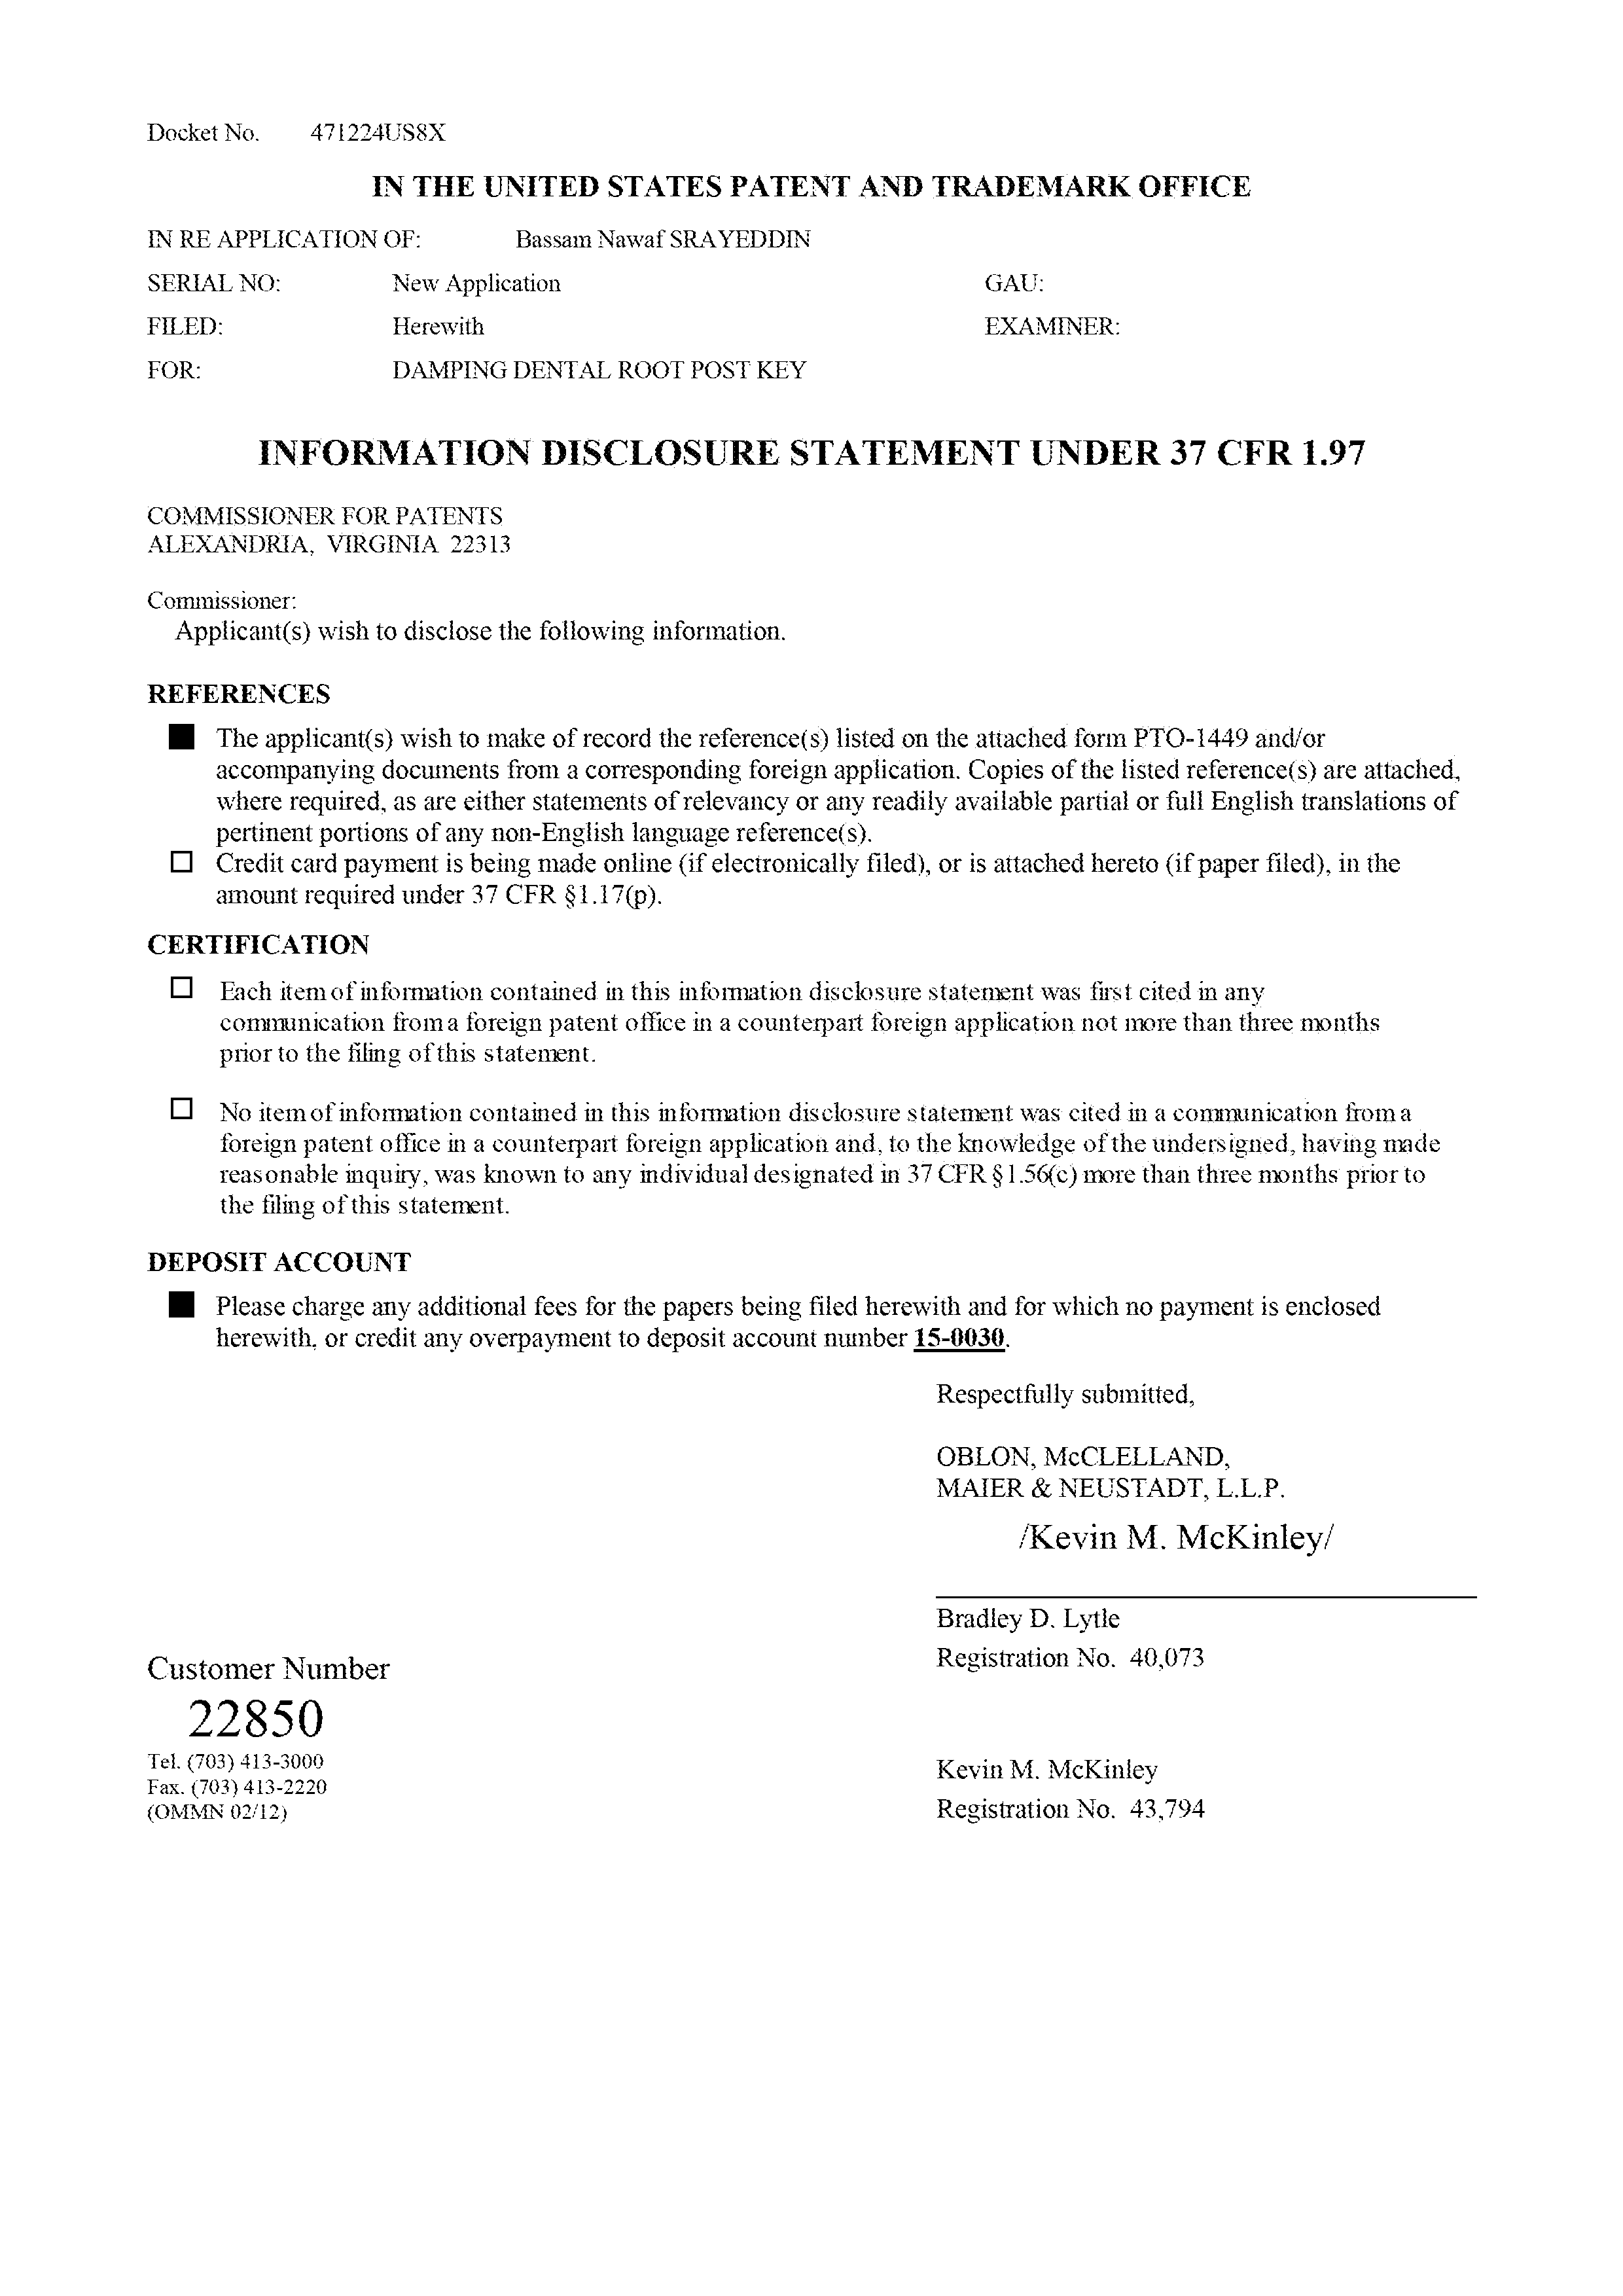 Docket No. 471224US8X
IN THE UNITED STATES PATENT AND TRADEMARK OFFICE
IN RE APPLICATION OF: Bassam Nawaf SRAYEDDIN
SERIAL NO: New Application GAU:
FILED: Herewith EXAMINER:
FOR: DAMPING DENTAL ROOT POST KEY
INFORMATION DISCLOSURE STATEMENT UNDER 37 CFR 1.97
COMMISSIONER FOR PATENTS
ALEXANDRIA, VIRGINIA 22313
Commissioner:
Applicant(s) wish to disclose the following information.
REFERENCES
■ The applicant(s) wish to make of record the reference(s) listed on the attached form PTO-1449 and/or
accompanying documents from a corresponding foreign application. Copies of the listed reference(s) are attached,
where required, as are either statements of relevancy or any readily available partial or full English translations of
pertinent portions of any non-English language reference(s).
□ Credit card payment is being made online (if electronically filed), or is attached hereto (if paper filed), in the
amount required under 37 CFR §1.17(p).
CERTIFICATION
□ Each item of information contained in this information disclosure statement was first cited in any
communication from a foreign patent office in a counterpart foreign application not more than three months
prior to the filing of this statement.
□ No item of information contained in this information disclosure statement was cited in a communication from a
foreign patent office in a counterpart foreign application and, to the knowledge of the undersigned, having made
reasonable inquiry, was known to any individual designated in 37 CFR §1.56(c) more than three months prior to
the filing of this statement.
DEPOSIT ACCOUNT
■ Please charge any additional fees for the papers being filed herewith and for which no payment is enclosed
herewith, or credit any overpayment to deposit account number 15-0030.
Respectfully submitted,
OBLON, McCLELLAND,
MAIER & NEUSTADT, L.L.P.
/Kevin M. McKinley/
Bradley D. Lytle
Registration No. 40,073
Customer Number
22850
Tel. (703) 413-3000
Fax. (703) 413-2220
(OMMN 02/12)
Kevin M. McKinley
Registration No. 43,794